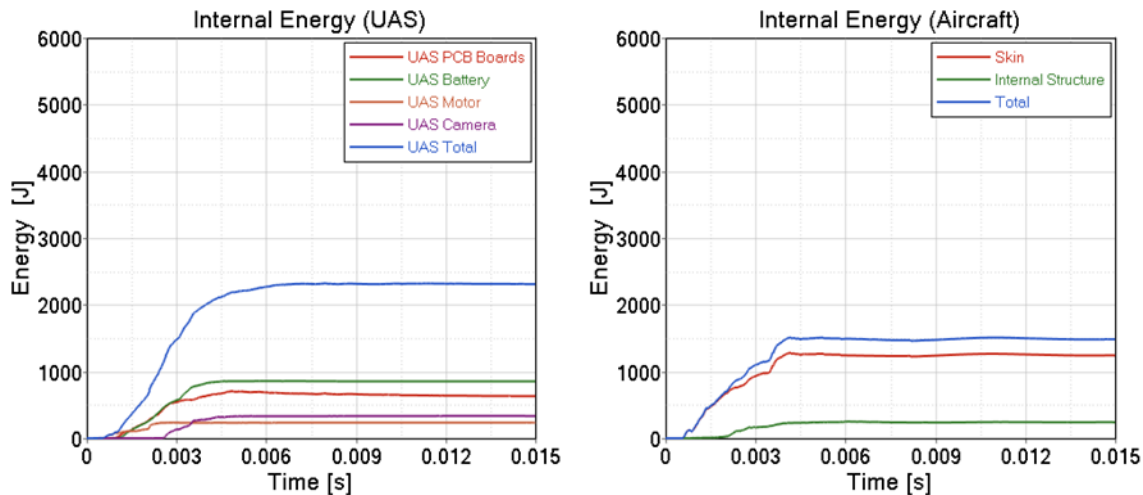 Internal Energy (UAS)
6000
5000
4000
3000
2000
1000
0
Energy [J]
UAS PCB Boards
UAS Battery
UAS Motor
UAS Camera
UAS Total
0 0.003 0.006 0.009 0.012 0.015
Time [s]
Internal Energy (Aircraft)
6000
5000
4000
3000
2000
1000
0
Energy [J]
Skin
Internal Structure
Total
0 0.003 0.006 0.009 0.012 0.015
Time [s]